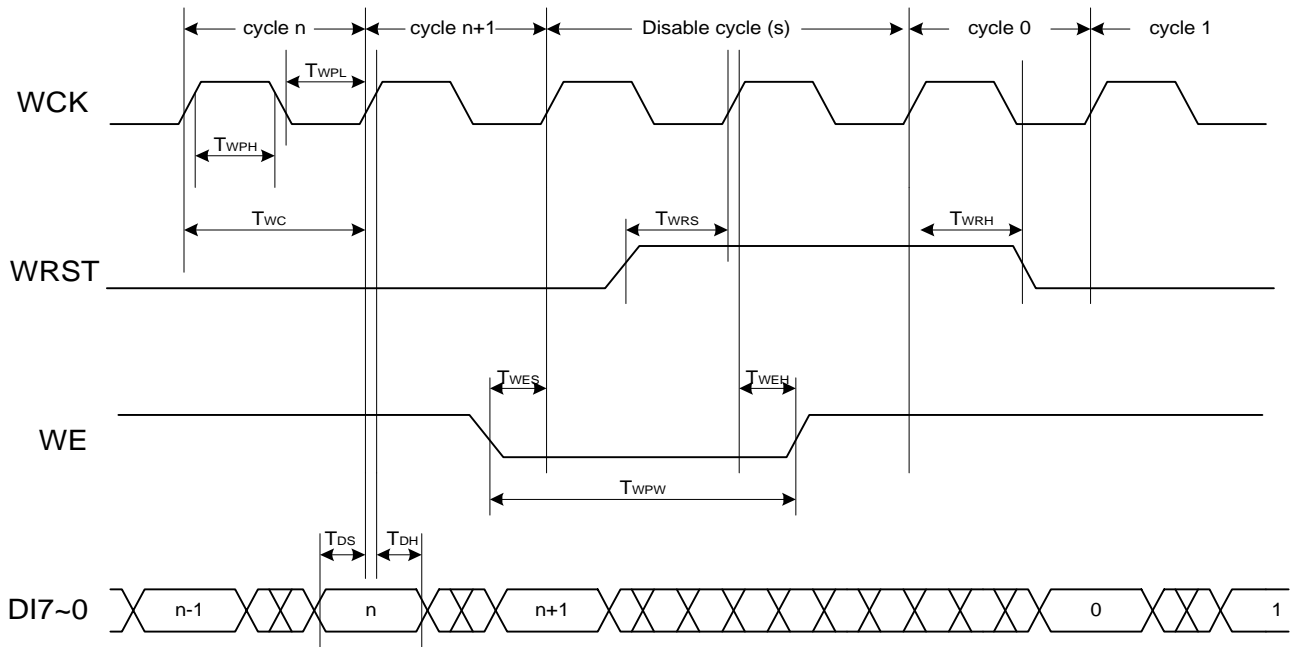 cycle n cycle n+1 Disable cycle (s) cycle 0 cycle 1
TWPL
WCK
TWPH
TWC TWRS TWRH
WRST
TWES TWEH
WE
TWPW
TDS TDH
DI7~0 n-1 n n+1 0 1